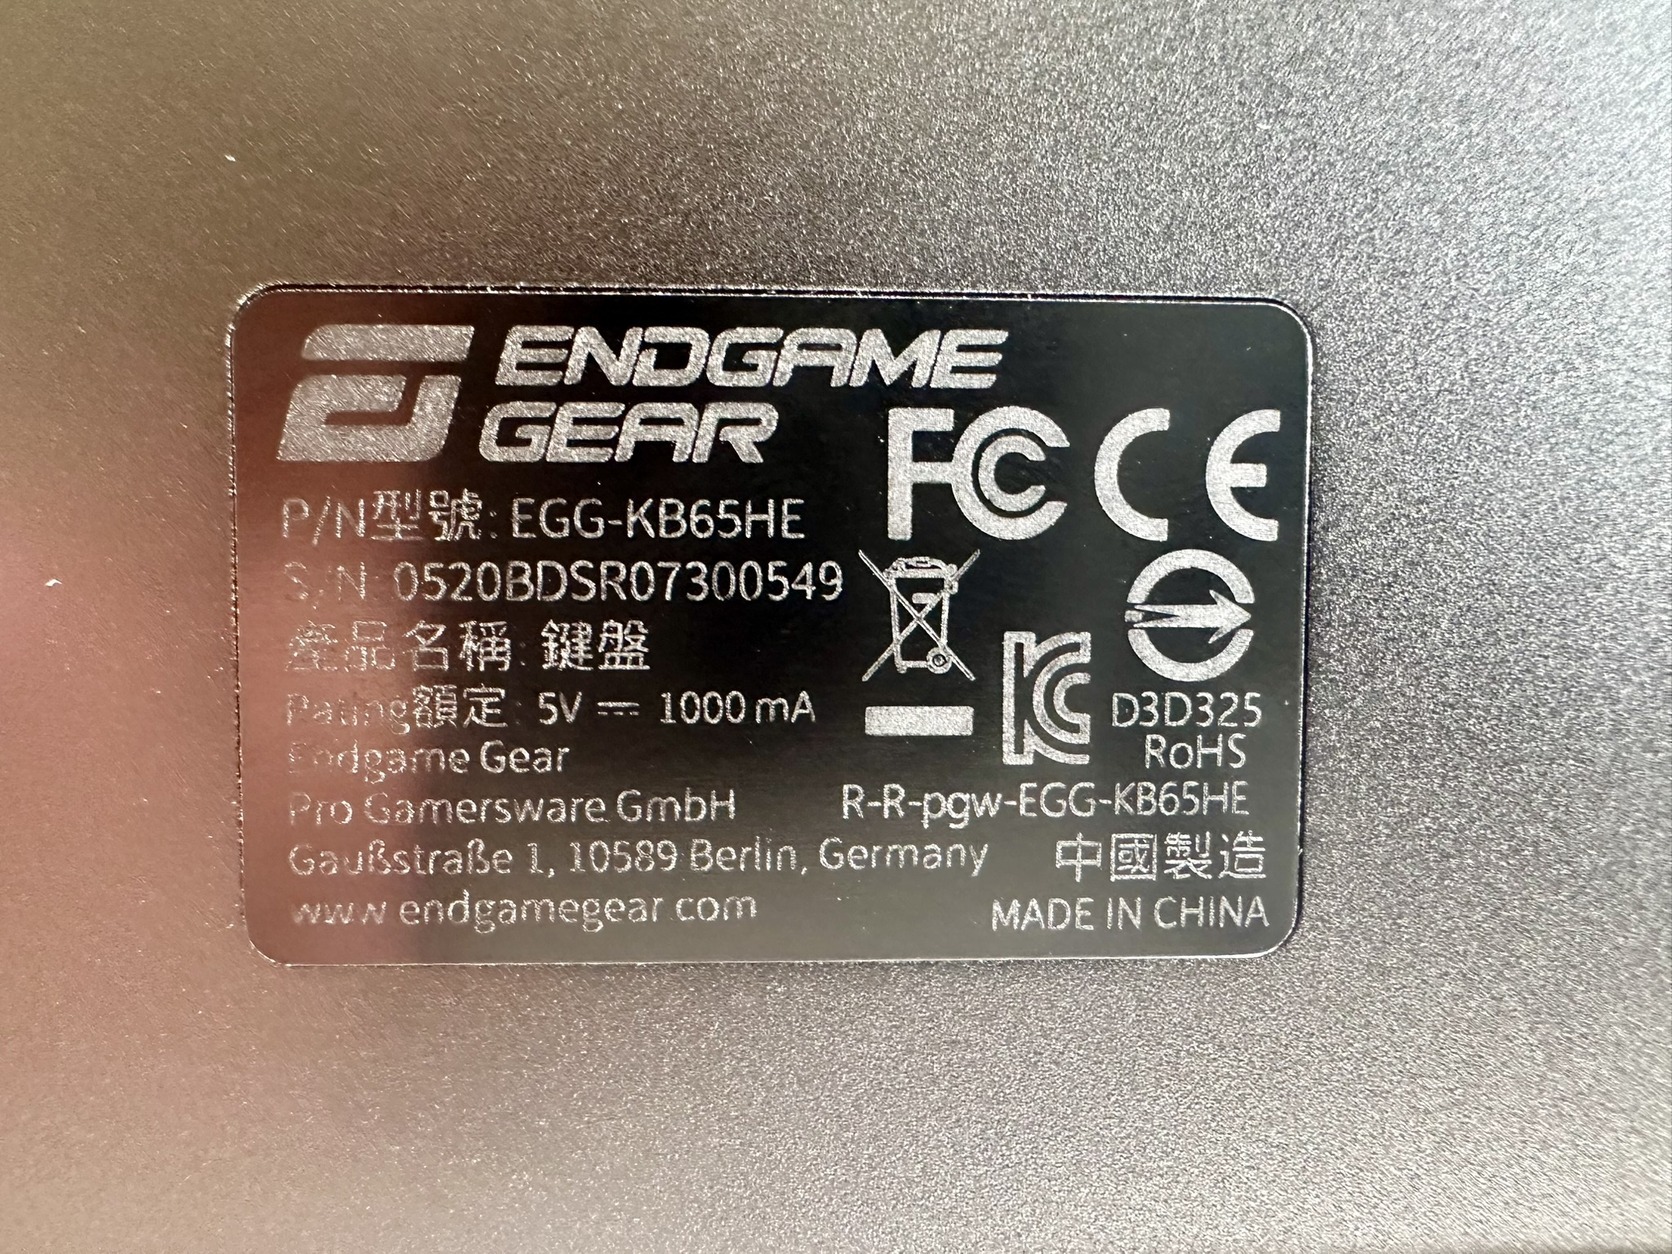 ENDGAME
GEAR
FC CE
P/N型號: EGG-KB65HE
S/N: 0520BDSR07300549
產品名稱: 鍵盤
Rating額定: 5V ⎓ 1000mA
D3D325
RoHS
Endgame Gear
Pro Gamersware GmbH
R-R-pgw-EGG-KB65HE
Gaußstraße 1, 10589 Berlin, Germany
中國製造
www.endgamegear.com
MADE IN CHINA